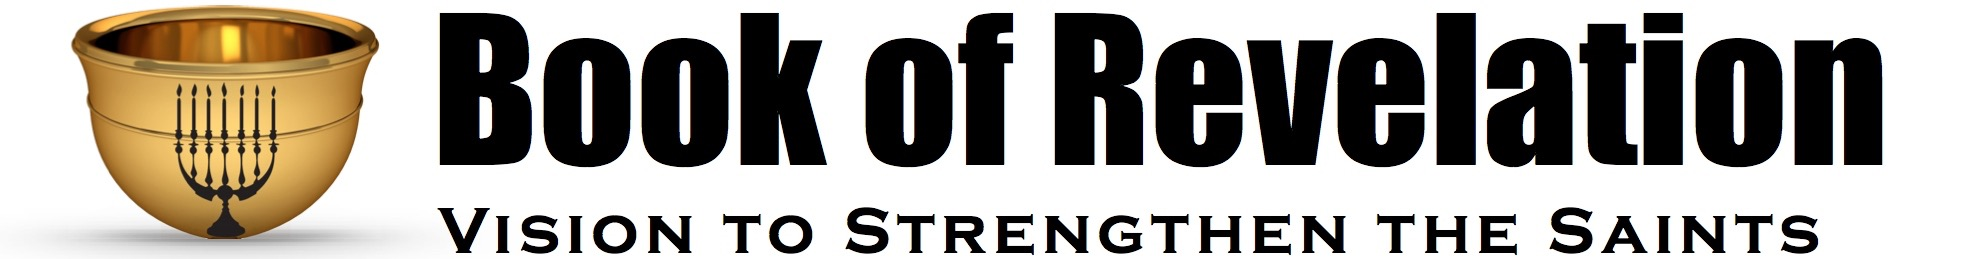 Book of Revelation
Vision to Strengthen the Saints